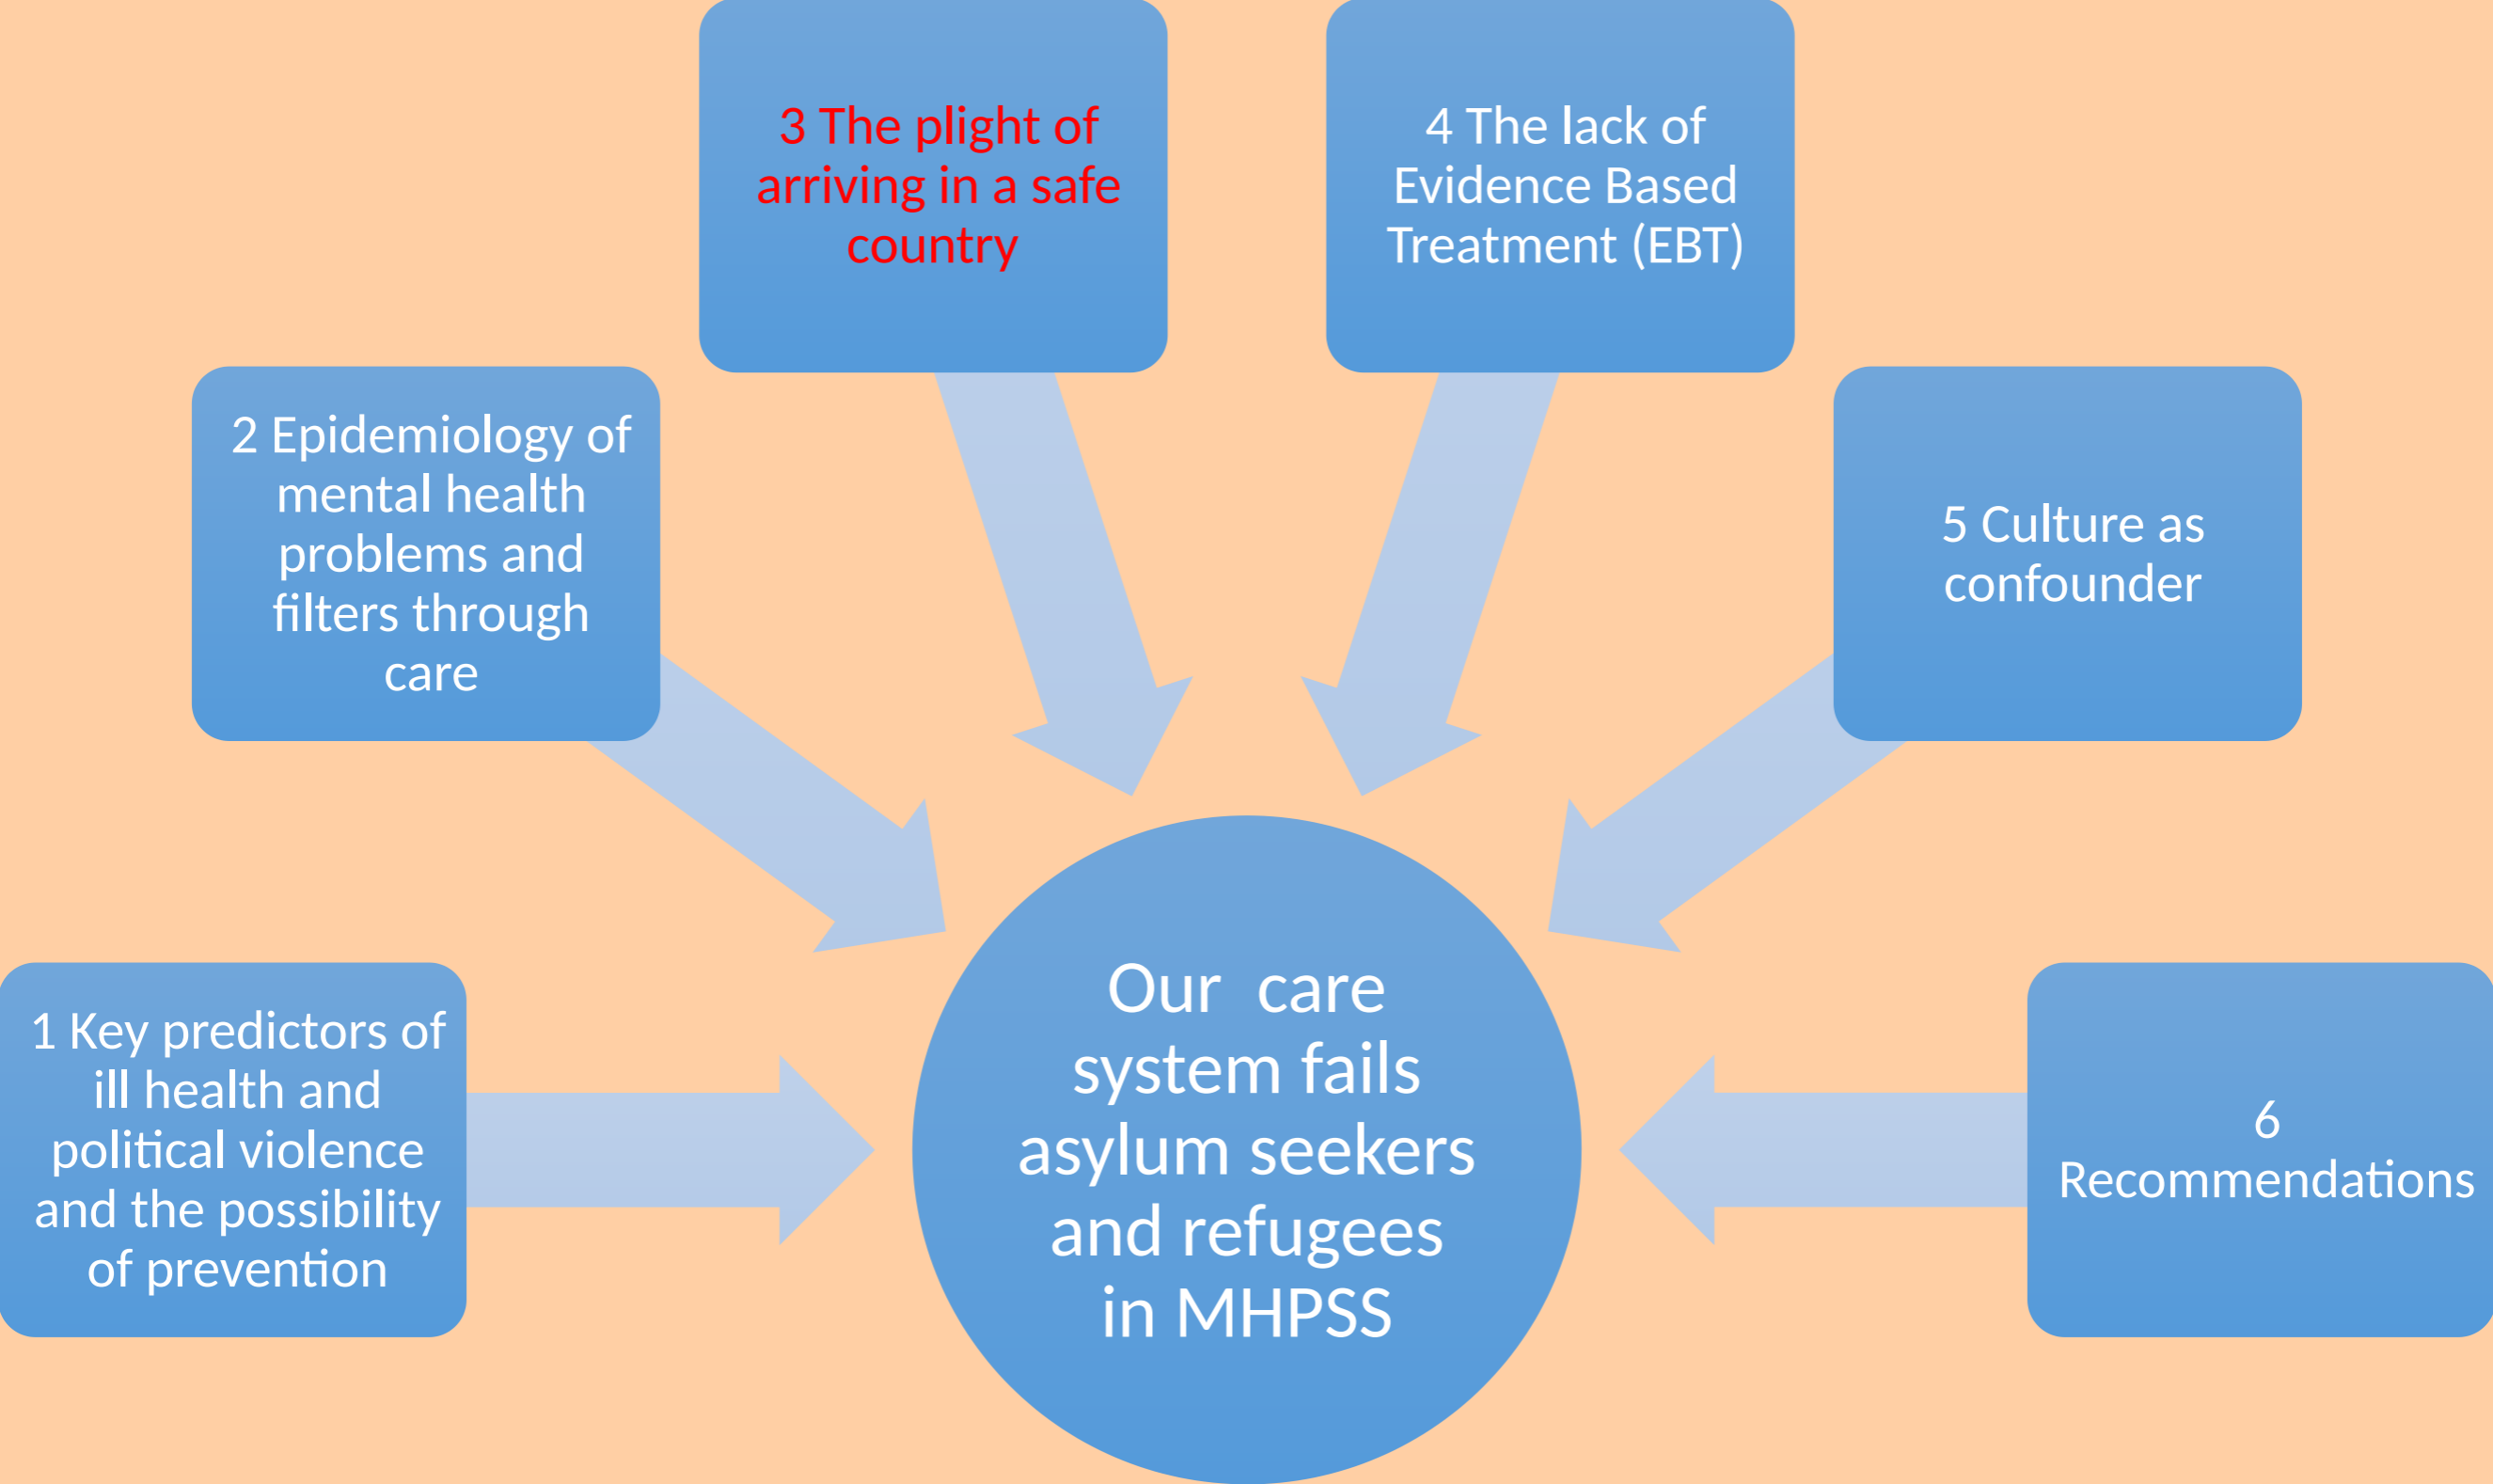 3 The plight of
arriving in a safe
country
4 The lack of
Evidence Based
Treatment (EBT)
2 Epidemiology of
mental health
problems and
filters through
care
5 Culture as
confounder
1 Key predictors of
ill health and
political violence
and the possibility
of prevention
Our  care
system fails
asylum seekers
and refugees
in MHPSS
6
Recommendations